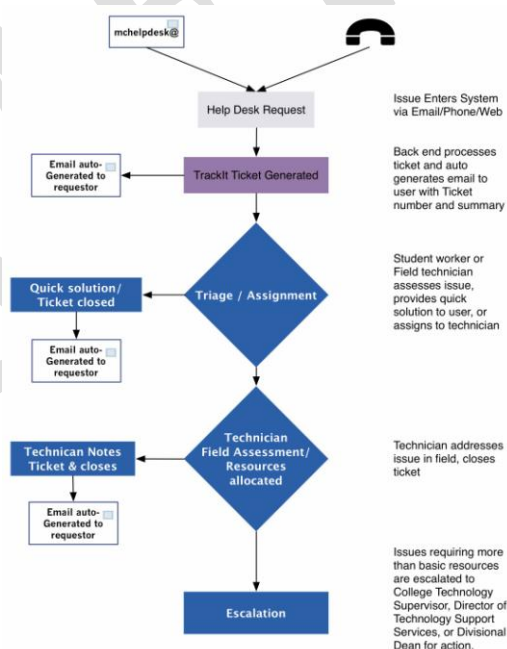 mchelpdesk@
Help Desk Request
Issue Enters System
via Email/Phone/Web
Email auto-
Generated to
requestor
TrackIt Ticket Generated
Back end processes
ticket and auto
generates email to
user with Ticket
number and summary
Quick solution/
Ticket closed
Triage / Assignment
Student worker or
Field technician
assesses issue,
provides quick
solution to user, or
assigns to technician
Email auto-
Generated to
requestor
Technican Notes
Ticket & closes
Technician
Field Assessment/
Resources
allocated
Technician addresses
issue in field, closes
ticket
Email auto-
Generated to
requestor
Escalation
Issues requiring more
than basic resources
are escalated to
College Technology
Supervisor, Director of
Technology Support
Services, or Divisional
Dean for action.